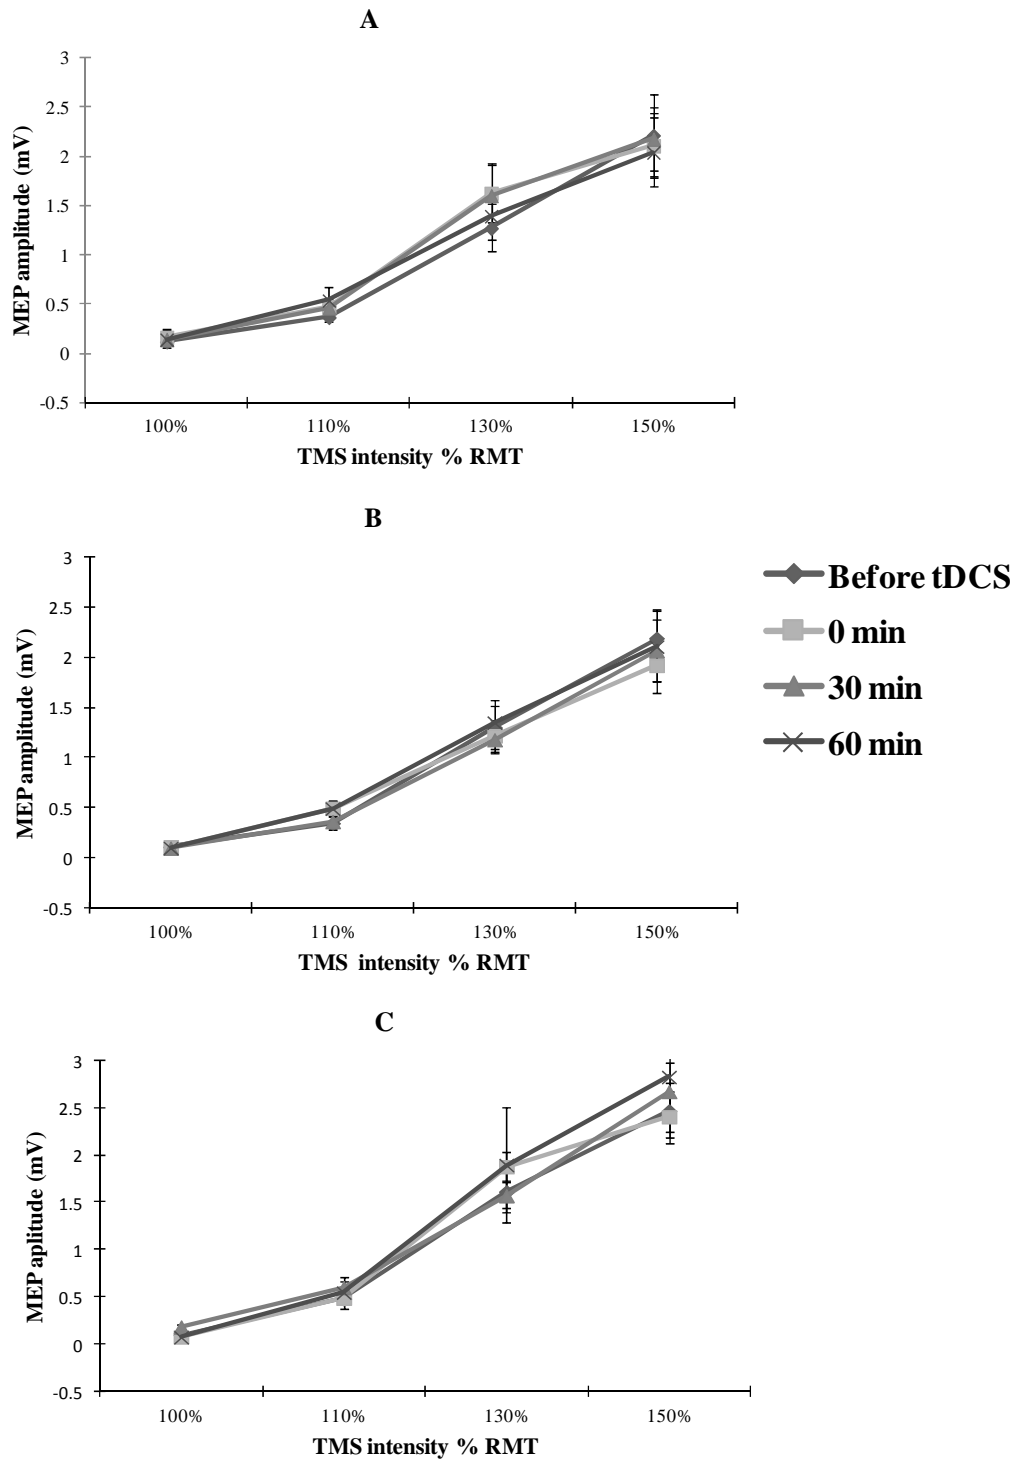 A
3
2.5
2
1.5
1
0.5
0
-0.5
MEP amplitude (mV)
100% 110% 130% 150%
TMS intensity % RMT
B
3
2.5
2
1.5
1
0.5
0
-0.5
MEP amplitude (mV)
100% 110% 130% 150%
TMS intensity % RMT
Before tDCS
0 min
30 min
60 min
C
3
2.5
2
1.5
1
0.5
0
-0.5
MEP aplitude (mV)
100% 110% 130% 150%
TMS intensity % RMT